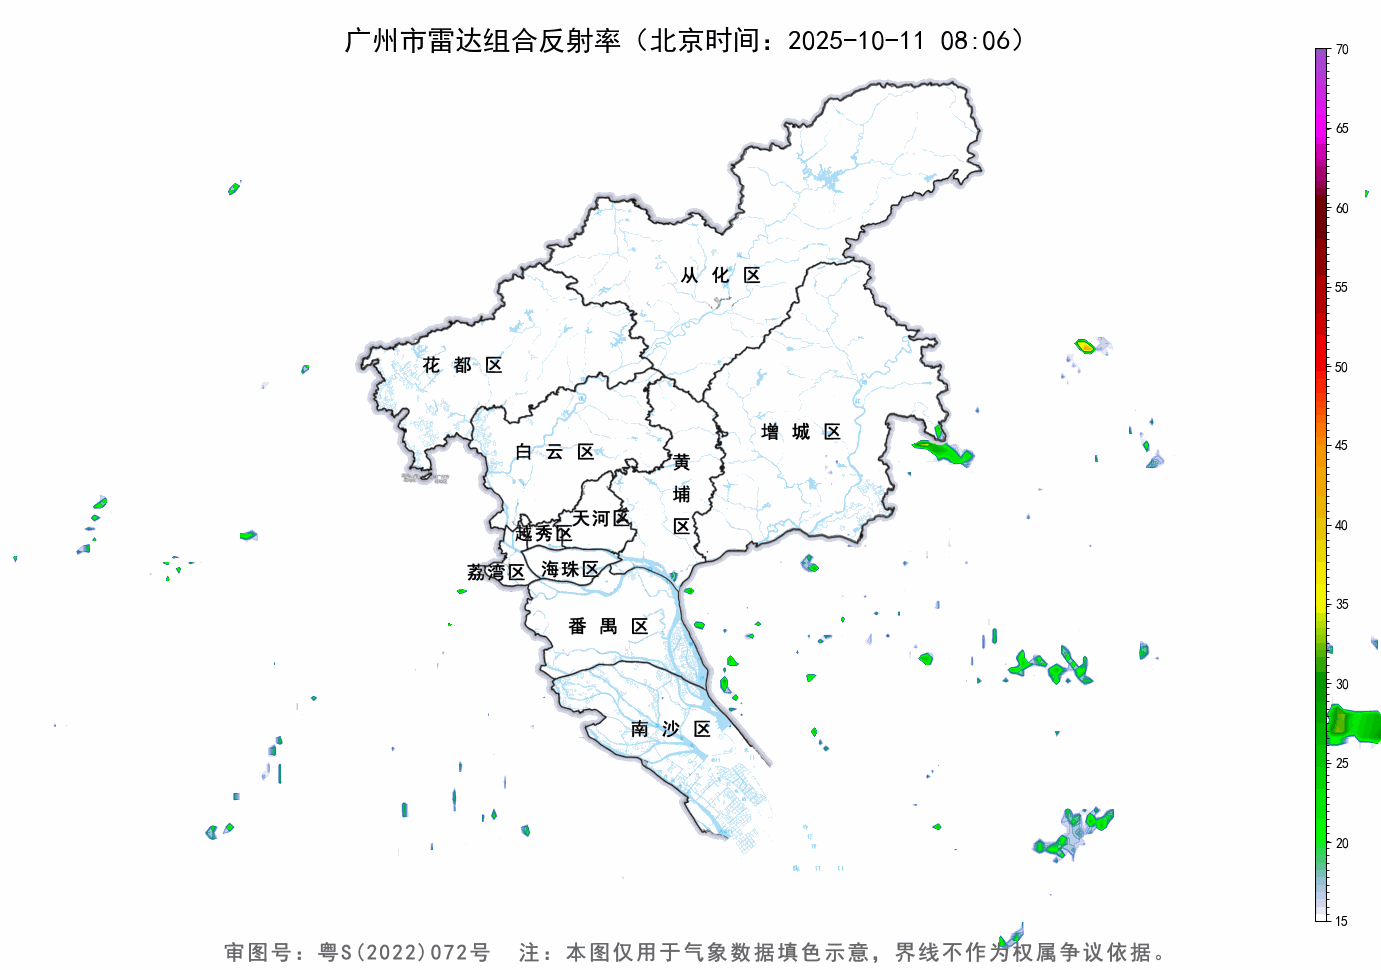 广州市雷达组合反射率（北京时间：2025-10-11 08:06）
70
65
60
55
50
45
40
35
30
25
20
15
从化区
花都区
增城区
白云区
黄埔区
天河区
越秀区
海珠区
荔湾区
番禺区
南沙区
审图号：粤S(2022)072号 注：本图仅用于气象数据填色示意，界线不作为权属争议依据。